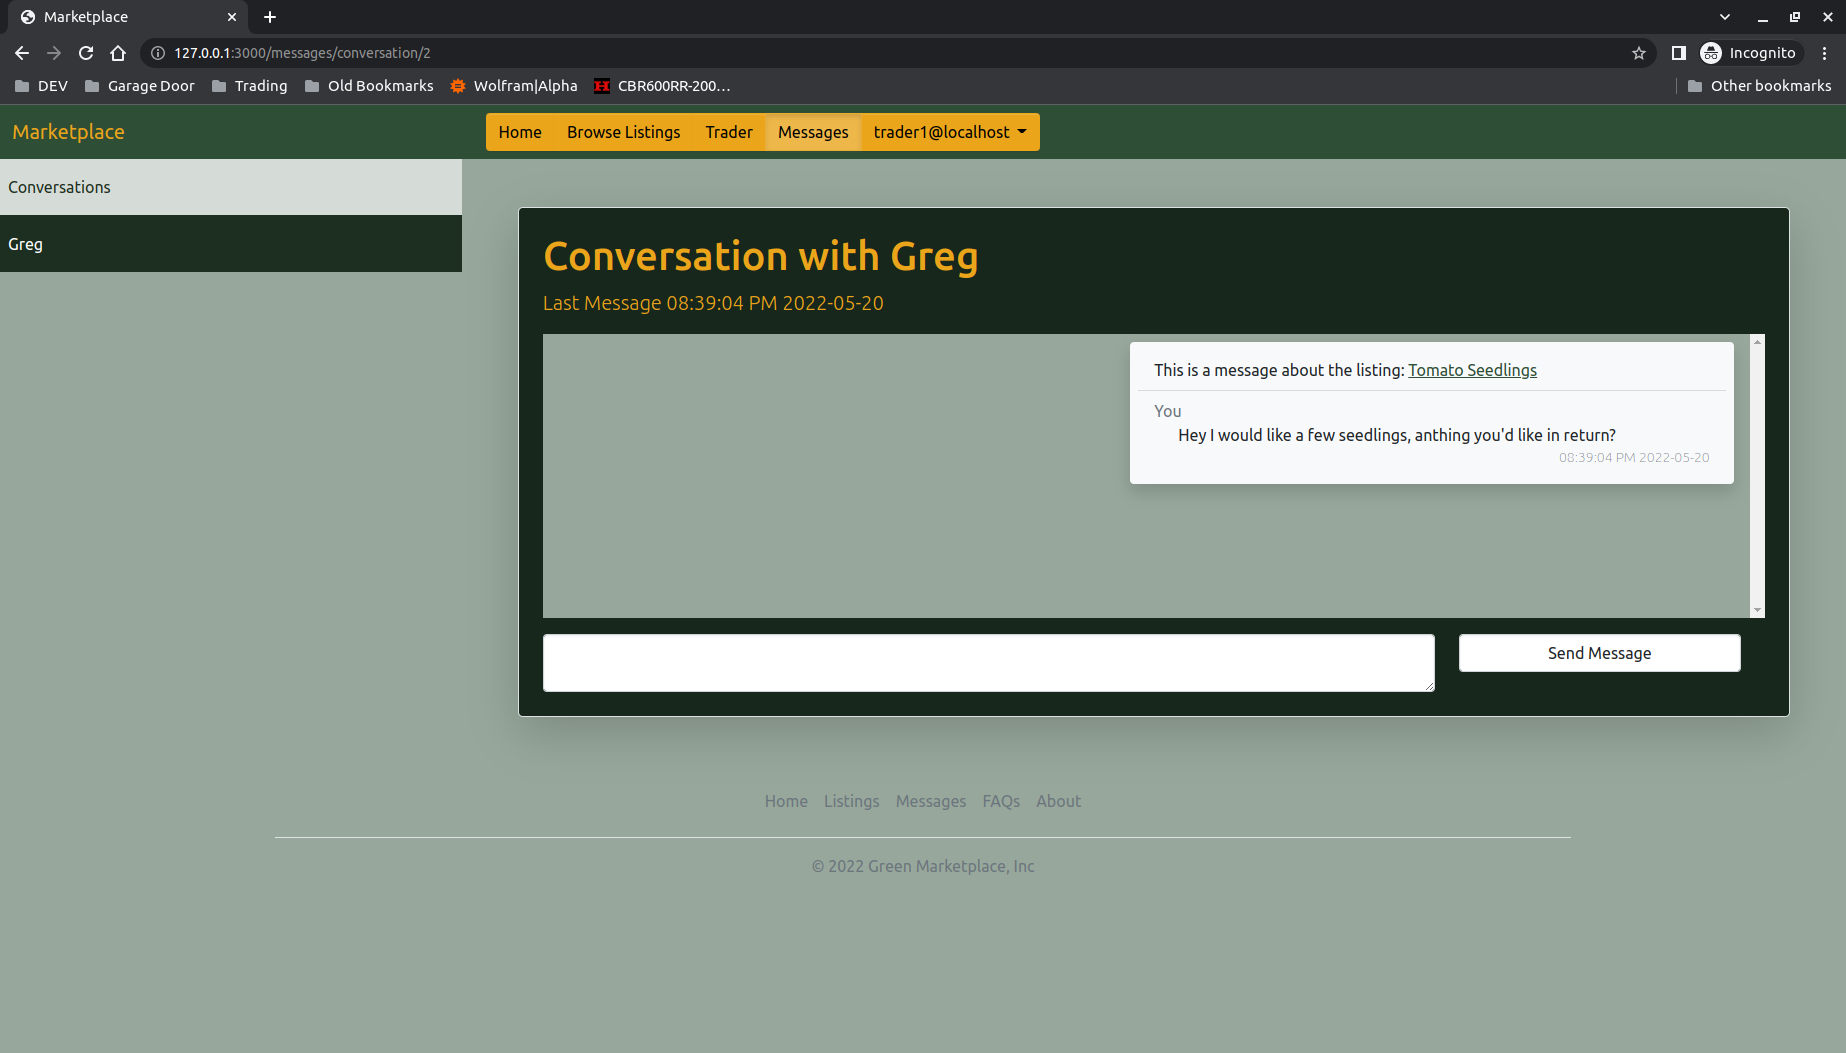 Marketplace
127.0.0.1:3000/messages/conversation/2
Incognito
DEV Garage Door Trading Old Bookmarks Wolfram|Alpha CBR600RR-200... Other bookmarks
Marketplace Home Browse Listings Trader Messages trader1@localhost
Conversations
Greg
Conversation with Greg
Last Message 08:39:04 PM 2022-05-20
This is a message about the listing: Tomato Seedlings
You
Hey I would like a few seedlings, anthing you'd like in return?
08:39:04 PM 2022-05-20
Send Message
Home Listings Messages FAQs About
© 2022 Green Marketplace, Inc